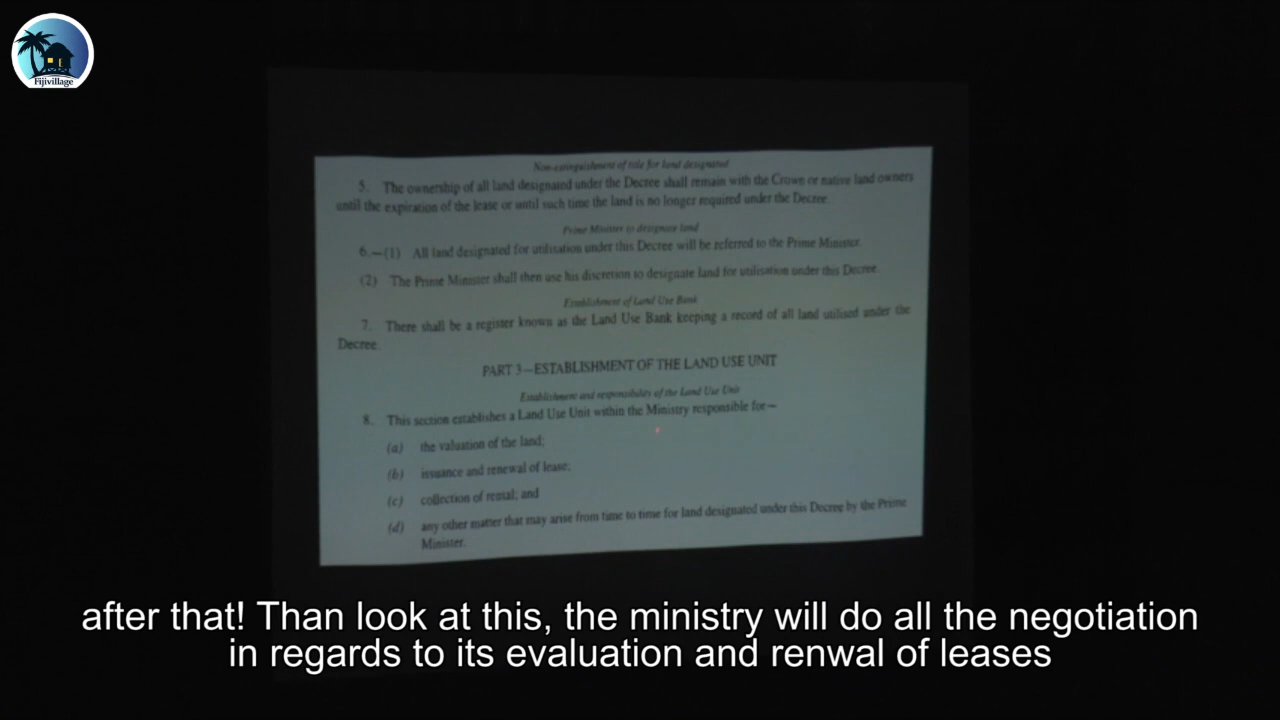 Fijivillage
Non-extinguishment of title for land designated
5. The ownership of all land designated under the Decree shall remain with the Crown or native land owners
until the expiration of the lease or until such time the land is no longer required under the Decree.
Prime Minister to designate land
6.—(1) All land designated for utilisation under this Decree will be referred to the Prime Minister.
(2) The Prime Minister shall then use his discretion to designate land for utilisation under this Decree.
Establishment of Land Use Bank
7. There shall be a register known as the Land Use Bank keeping a record of all land utilised under the
Decree.
PART 3—ESTABLISHMENT OF THE LAND USE UNIT
Establishment and responsibility of the Land Use Unit
8. This section establishes a Land Use Unit within the Ministry responsible for—
(a) the valuation of the land;
(b) issuance and renewal of lease;
(c) collection of rental; and
(d) any other matter that may arise from time to time for land designated under this Decree by the Prime
Minister.
after that! Than look at this, the ministry will do all the negotiation
in regards to its evaluation and renwal of leases